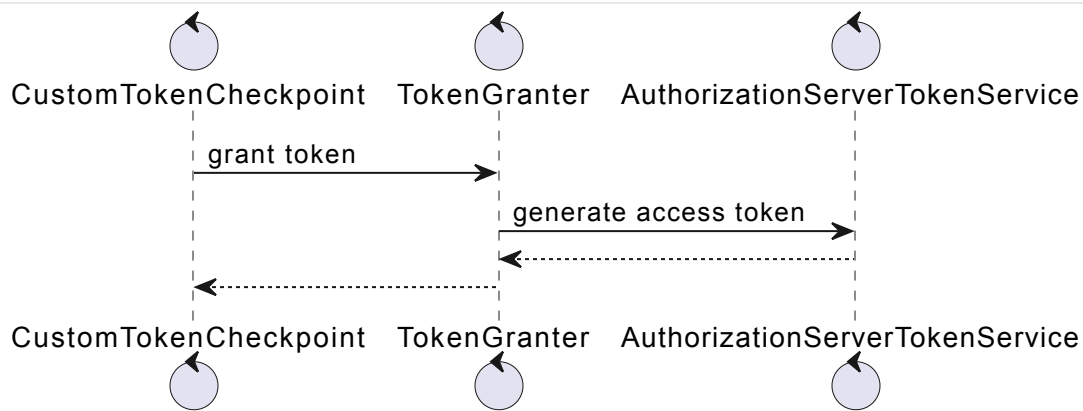 CustomTokenCheckpoint TokenGranter AuthorizationServerTokenService
grant token
generate access token
CustomTokenCheckpoint TokenGranter AuthorizationServerTokenService